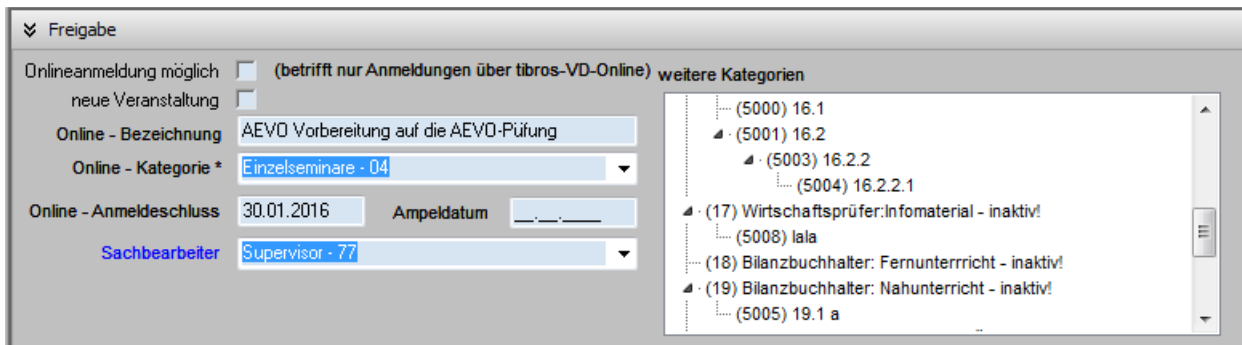 Freigabe
Onlineanmeldung möglich (betrifft nur Anmeldungen über tibros-VD-Online)
neue Veranstaltung
Online - Bezeichnung AEVO Vorbereitung auf die AEVO-Püfung
Online - Kategorie * Einzelseminare - 04
Online - Anmeldeschluss 30.01.2016 Ampeldatum __.__.____
Sachbearbeiter Supervisor - 77
weitere Kategorien
(5000) 16.1
(5001) 16.2
(5003) 16.2.2
(5004) 16.2.2.1
(17) Wirtschaftsprüfer:Infomaterial - inaktiv!
(5008) lala
(18) Bilanzbuchhalter: Fernunterrricht - inaktiv!
(19) Bilanzbuchhalter: Nahunterricht - inaktiv!
(5005) 19.1 a